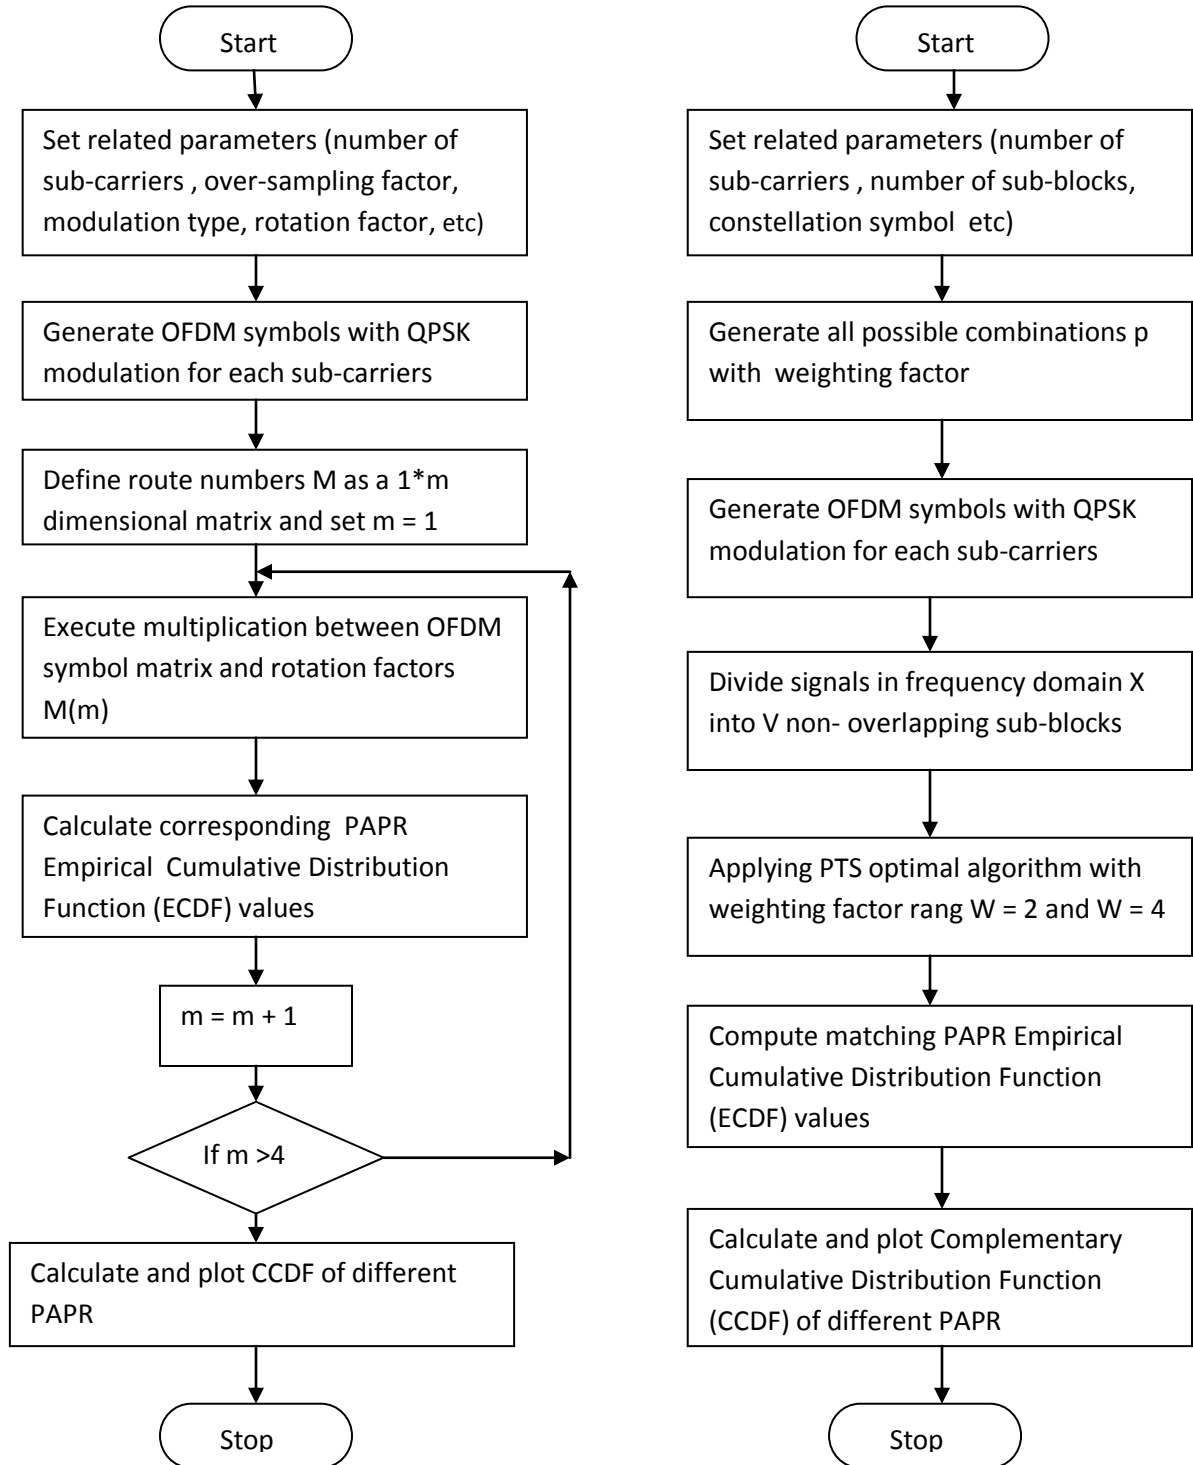 Start
Set related parameters (number of
sub-carriers , over-sampling factor,
modulation type, rotation factor, etc)
Generate OFDM symbols with QPSK
modulation for each sub-carriers
Define route numbers M as a 1*m
dimensional matrix and set m = 1
Execute multiplication between OFDM
symbol matrix and rotation factors
M(m)
Calculate corresponding PAPR
Empirical Cumulative Distribution
Function (ECDF) values
m = m + 1
If m >4
Calculate and plot CCDF of different
PAPR
Stop
Start
Set related parameters (number of
sub-carriers , number of sub-blocks,
constellation symbol etc)
Generate all possible combinations p
with weighting factor
Generate OFDM symbols with QPSK
modulation for each sub-carriers
Divide signals in frequency domain X
into V non- overlapping sub-blocks
Applying PTS optimal algorithm with
weighting factor rang W = 2 and W = 4
Compute matching PAPR Empirical
Cumulative Distribution Function
(ECDF) values
Calculate and plot Complementary
Cumulative Distribution Function
(CCDF) of different PAPR
Stop